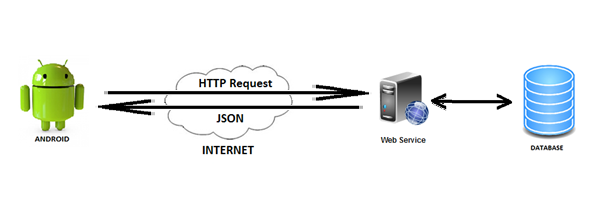 HTTP Request
JSON
INTERNET
ANDROID
Web Service
DATABASE